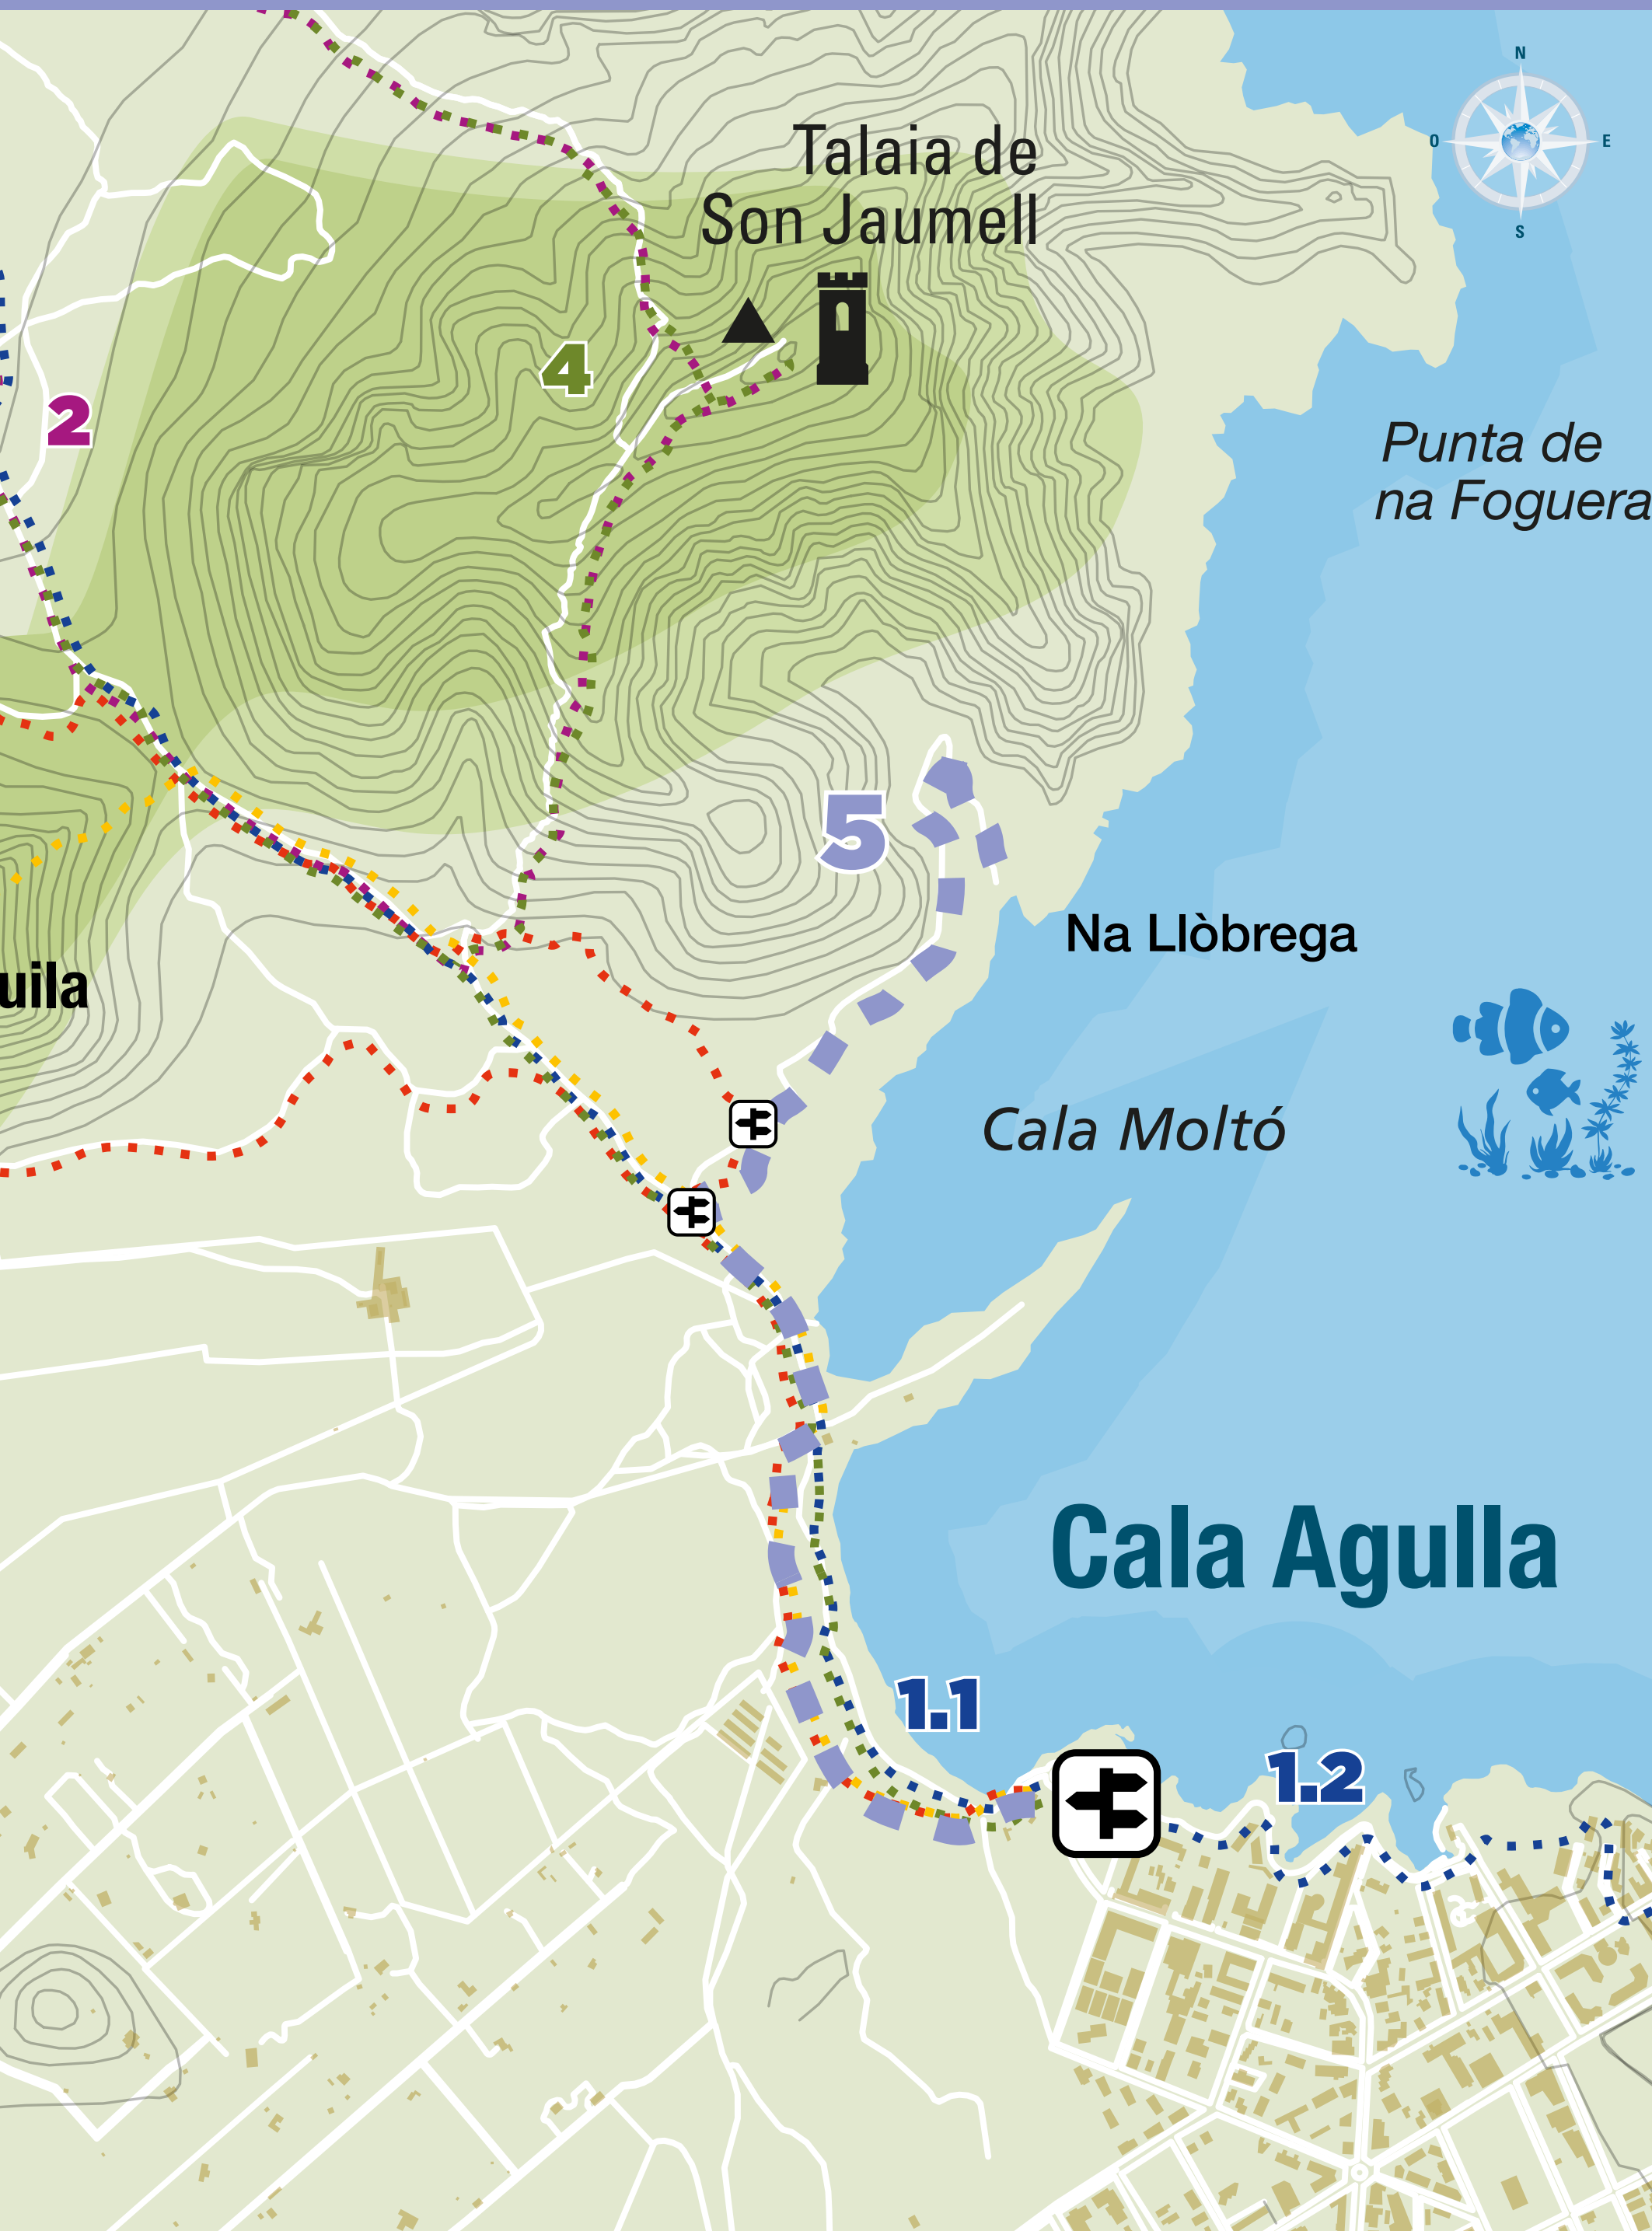 N
O
E
S
Talaia de
Son Jaumell
4
2
Punta de
na Foguera
5
Na Llòbrega
uila
Cala Moltó
Cala Agulla
1.1
1.2